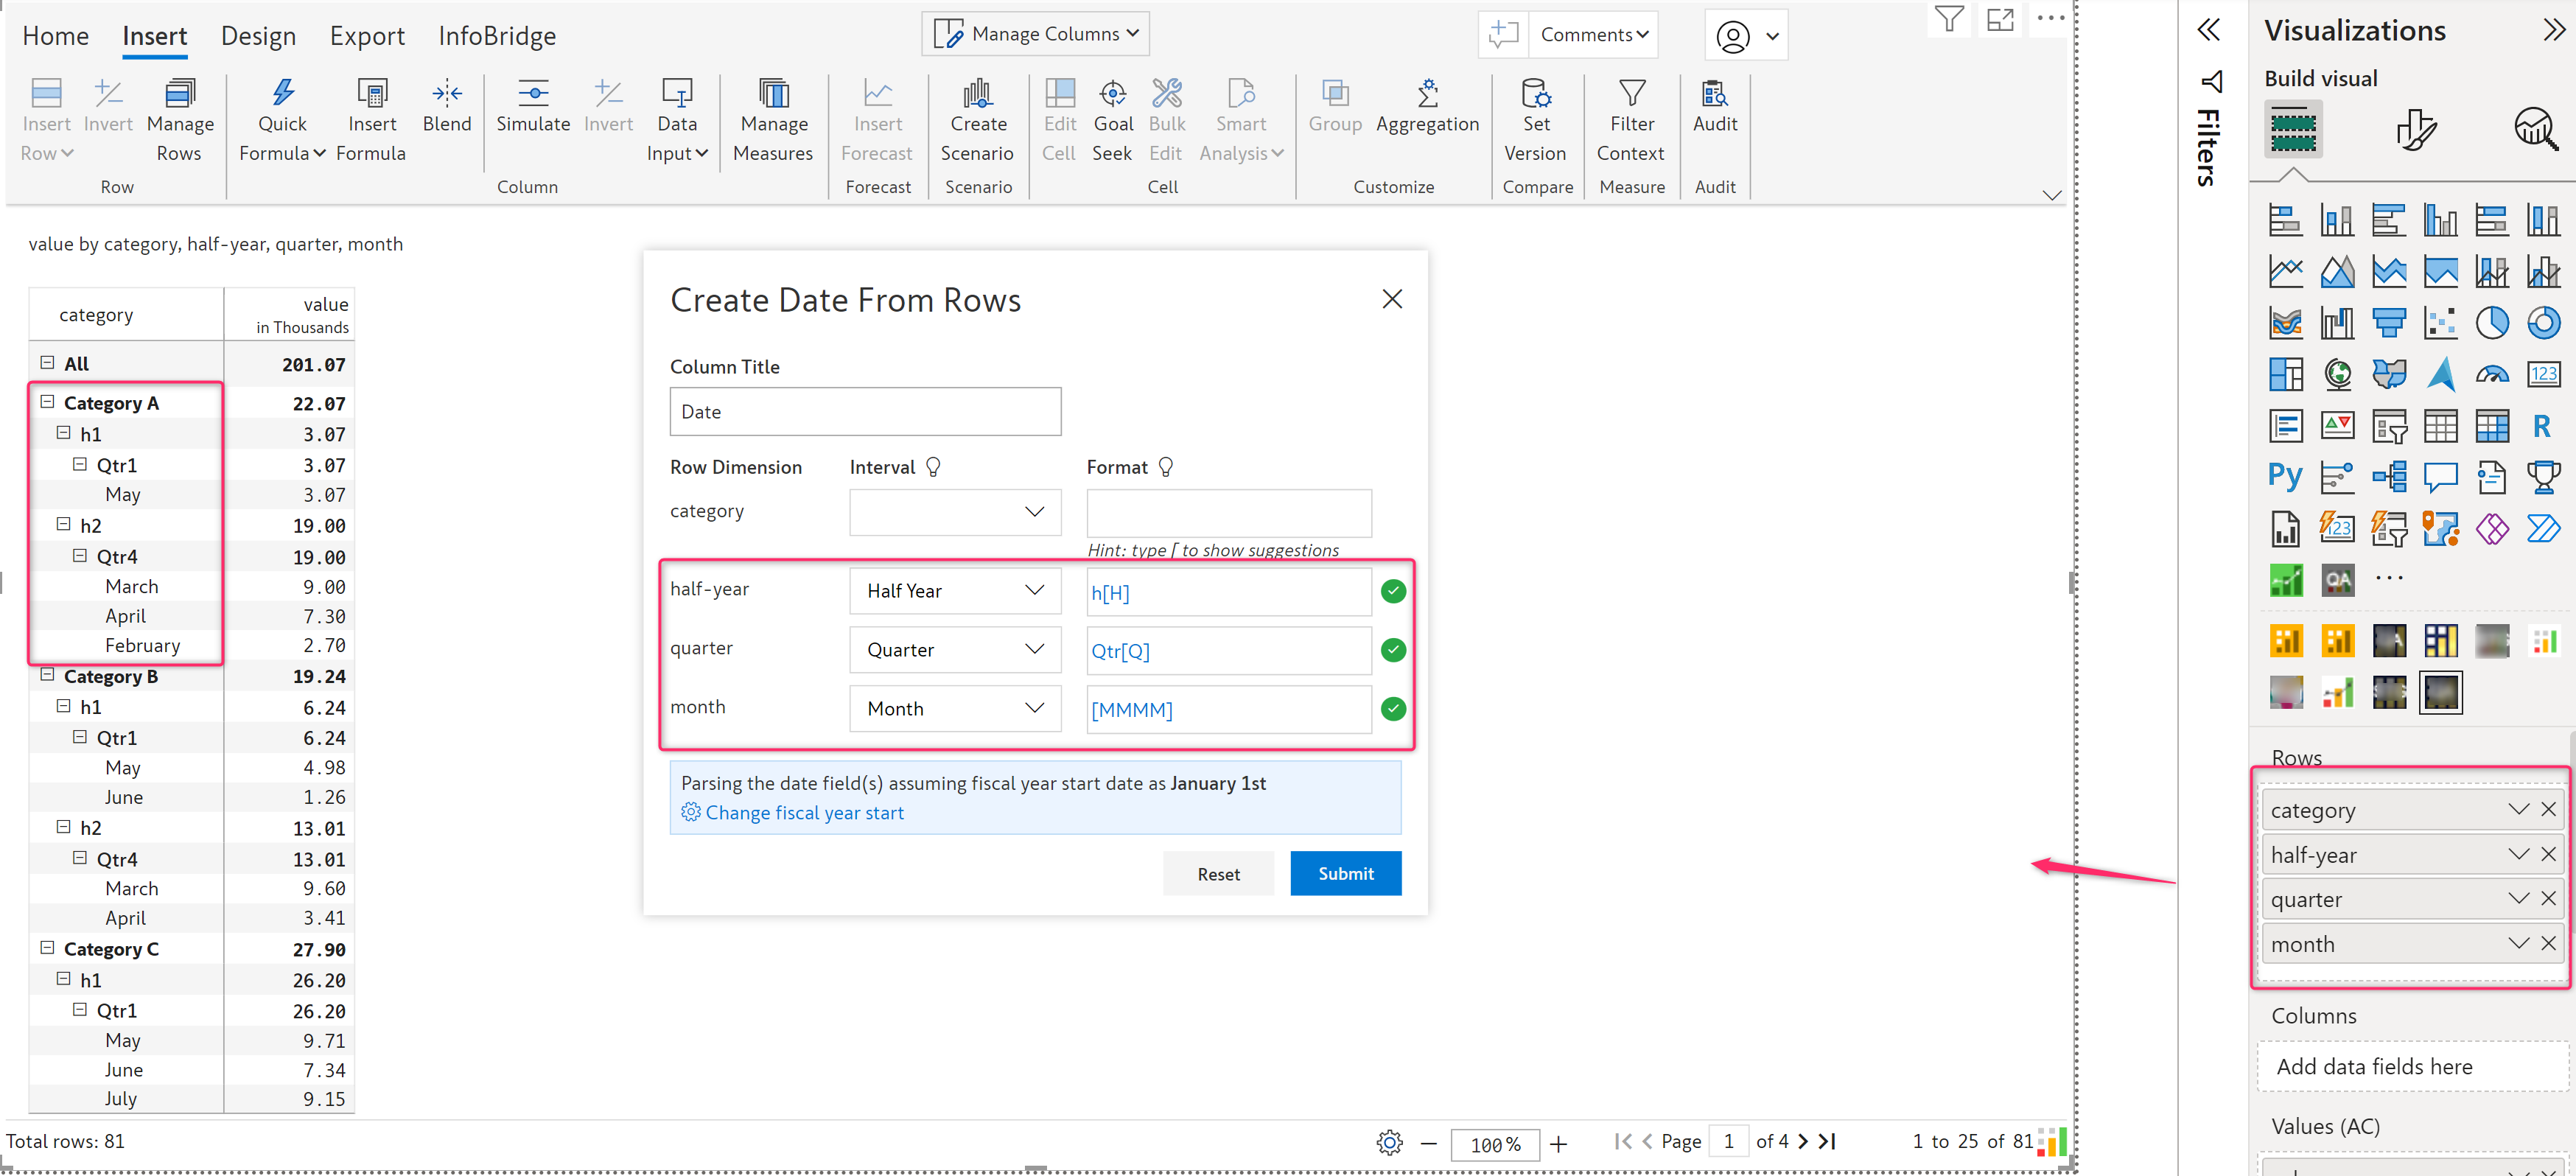 Home Insert Design Export InfoBridge
Manage Columns
Comments
Insert Row
Invert
Manage Rows
Row
Quick Formula
Insert Formula
Blend
Simulate
Invert
Data Input
Column
Manage Measures
Insert Forecast
Forecast
Create Scenario
Scenario
Edit Cell
Goal Seek
Bulk Edit
Smart Analysis
Cell
Group
Aggregation
Customize
Set Version
Compare
Filter Context
Measure
Audit
Audit
value by category, half-year, quarter, month
category value
in Thousands
All 201.07
Category A 22.07
h1 3.07
Qtr1 3.07
May 3.07
h2 19.00
Qtr4 19.00
March 9.00
April 7.30
February 2.70
Category B 19.24
h1 6.24
Qtr1 6.24
May 4.98
June 1.26
h2 13.01
Qtr4 13.01
March 9.60
April 3.41
Category C 27.90
h1 26.20
Qtr1 26.20
May 9.71
June 7.34
July 9.15
Create Date From Rows
Column Title
Date
Row Dimension Interval Format
category
Hint: type [ to show suggestions
half-year Half Year h[H]
quarter Quarter Qtr[Q]
month Month [MMMM]
Parsing the date field(s) assuming fiscal year start date as January 1st
Change fiscal year start
Reset Submit
Total rows: 81
100 %
Page 1 of 4
1 to 25 of 81
Filters
Visualizations
Build visual
123
R
Py
123
QA
...
Rows
category
half-year
quarter
month
Columns
Add data fields here
Values (AC)